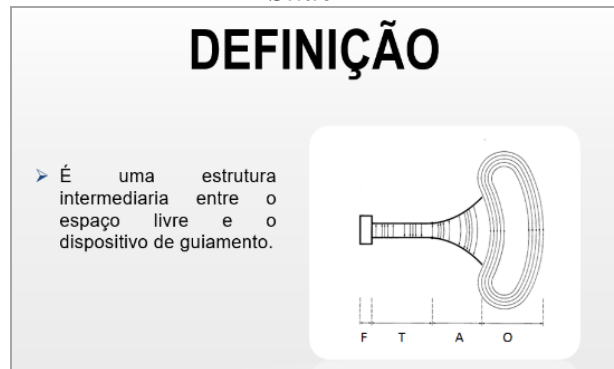 DEFINIÇÃO
➢ É uma estrutura
intermediaria entre o
espaço livre e o
dispositivo de guiamento.
F T A O